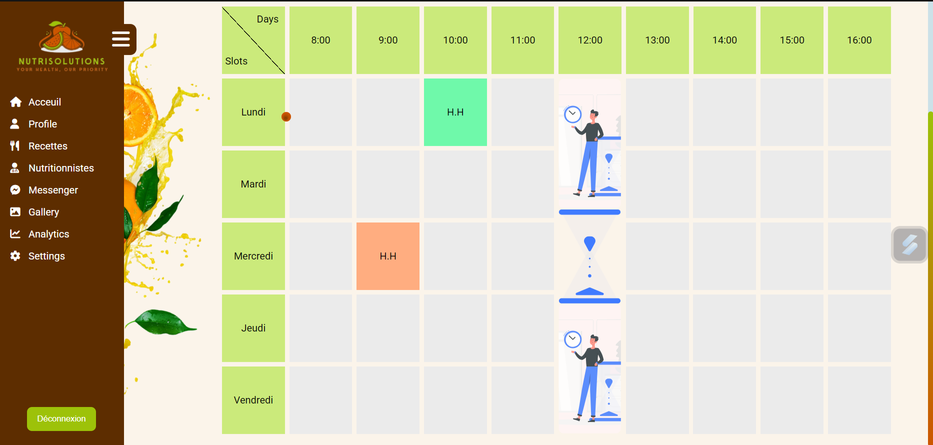 NUTRISOLUTIONS
YOUR HEALTH, OUR PRIORITY
Acceuil
Profile
Recettes
Nutritionnistes
Messenger
Gallery
Analytics
Settings
Déconnexion
Days
Slots
8:00
9:00
10:00
11:00
12:00
13:00
14:00
15:00
16:00
Lundi
H.H
Mardi
Mercredi
H.H
Jeudi
Vendredi